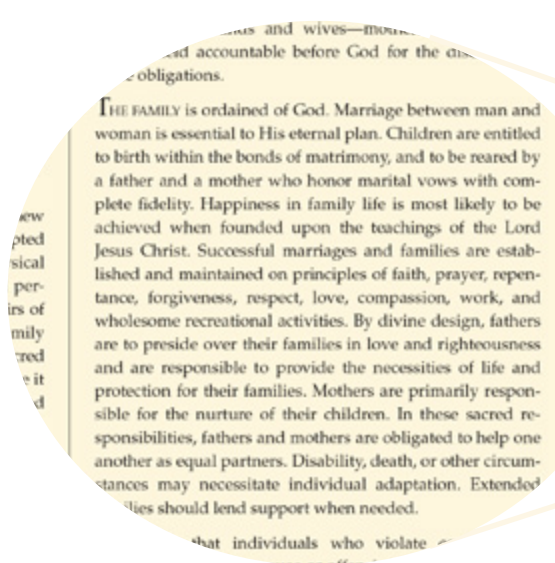 and wives—
accountable before God for the
obligations.
THE FAMILY is ordained of God. Marriage between man and
woman is essential to His eternal plan. Children are entitled
to birth within the bonds of matrimony, and to be reared by
a father and a mother who honor marital vows with com-
plete fidelity. Happiness in family life is most likely to be
achieved when founded upon the teachings of the Lord
Jesus Christ. Successful marriages and families are estab-
lished and maintained on principles of faith, prayer, repen-
tance, forgiveness, respect, love, compassion, work, and
wholesome recreational activities. By divine design, fathers
are to preside over their families in love and righteousness
and are responsible to provide the necessities of life and
protection for their families. Mothers are primarily respon-
sible for the nurture of their children. In these sacred re-
sponsibilities, fathers and mothers are obligated to help one
another as equal partners. Disability, death, or other circum-
stances may necessitate individual adaptation. Extended
should lend support when needed.
that individuals who violate
per-
of
it